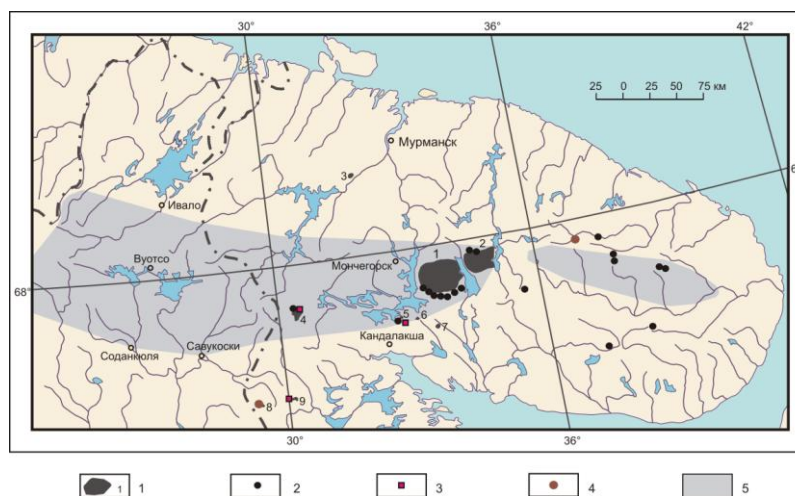 30° 36° 42°
25 0 25 50 75 км
Мурманск
3
6
Ивало
1 2
Вуотсо
Мончегорск
68°
4
5 6
7
Кандалакша
Соданкюля
Савукоски
8 9
30° 36°
1 1 2 3 4 5